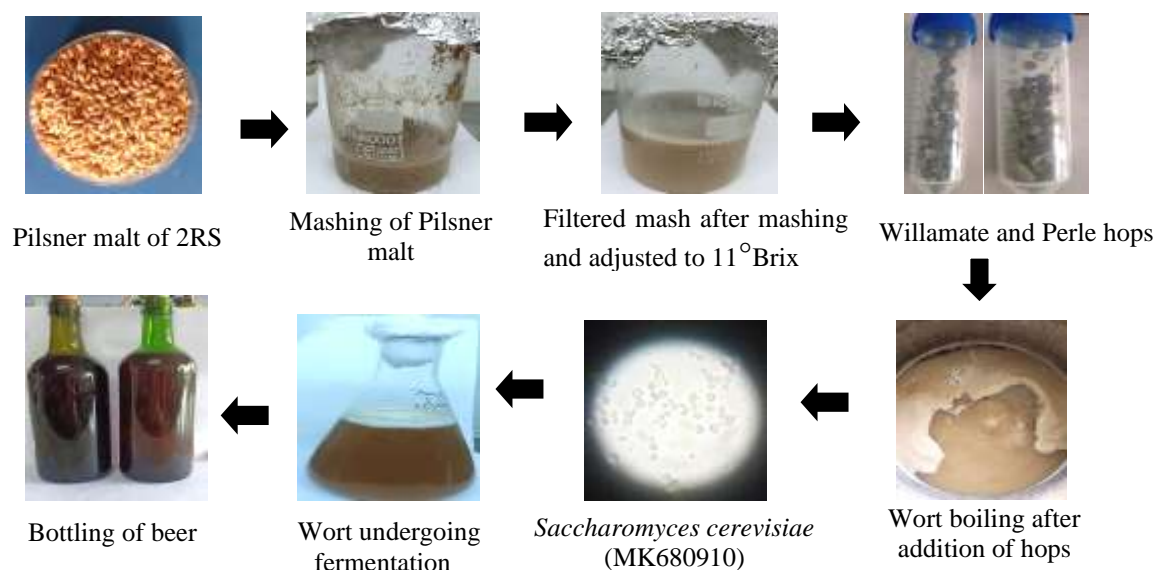 Pilsner malt of 2RS
Mashing of Pilsner
malt
Filtered mash after mashing
and adjusted to 11°Brix
Willamate and Perle hops
Wort boiling after
addition of hops
Saccharomyces cerevisiae
(MK680910)
Wort undergoing
fermentation
Bottling of beer